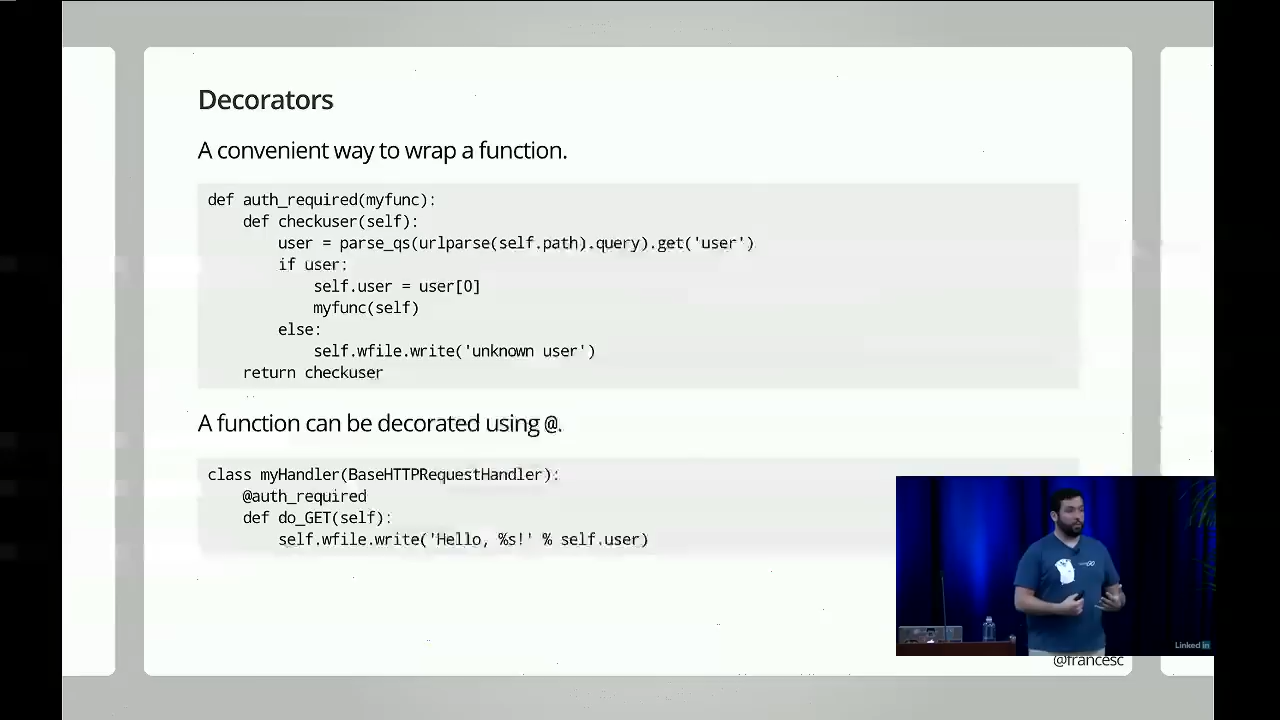 Decorators
A convenient way to wrap a function.
def auth_required(myfunc):
    def checkuser(self):
        user = parse_qs(urlparse(self.path).query).get('user')
        if user:
            self.user = user[0]
            myfunc(self)
        else:
            self.wfile.write('unknown user')
    return checkuser
A function can be decorated using @.
class myHandler(BaseHTTPRequestHandler):
    @auth_required
    def do_GET(self):
        self.wfile.write('Hello, %s!' % self.user)
GO
Linked in
@francesc